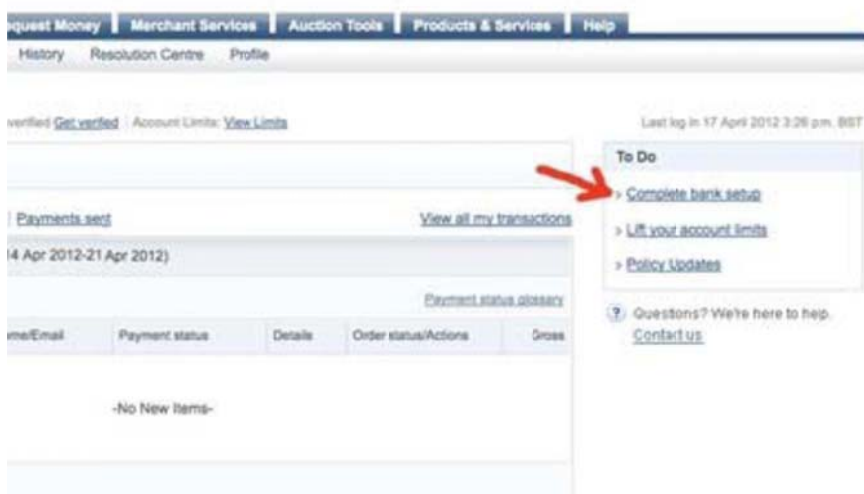 equest Money Merchant Services Auction Tools Products & Services Help
History Resolution Centre Profile
verified Get verified Account Limits: View Limits
Last log in 17 April 2012 3:26 p.m. BST
To Do
» Complete bank setup
» Lift your account limits
» Policy Updates
Payments sent
View all my transactions
4 Apr 2012-21 Apr 2012)
Payment status glossary
me/Email Payment status Details Order status/Actions Gross
-No New Items-
? Questions? We're here to help.
Contact us